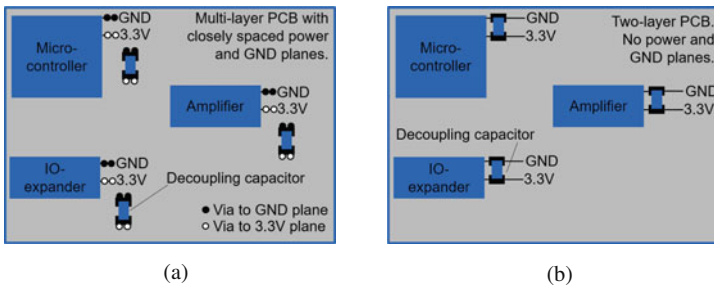 Micro-
controller
GND
3.3V
Multi-layer PCB with
closely spaced power
and GND planes.
Amplifier
GND
3.3V
IO-
expander
GND
3.3V
Decoupling capacitor
Via to GND plane
Via to 3.3V plane
(a)
Micro-
controller
GND
3.3V
Two-layer PCB.
No power and
GND planes.
Amplifier
GND
3.3V
Decoupling capacitor
IO-
expander
GND
3.3V
(b)